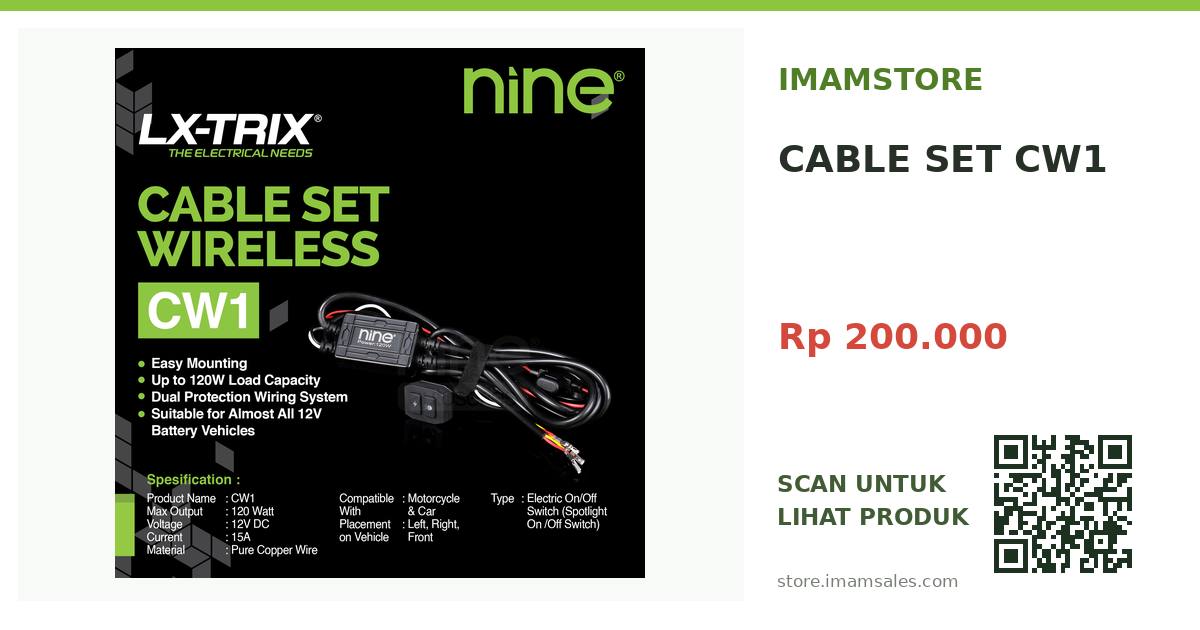 nine®
LX-TRIX®
THE ELECTRICAL NEEDS
CABLE SET
WIRELESS
CW1
Easy Mounting
Up to 120W Load Capacity
Dual Protection Wiring System
Suitable for Almost All 12V
Battery Vehicles
nine
Power:120W
Spesification :
Product Name : CW1
Max Output : 120 Watt
Voltage : 12V DC
Current : 15A
Material : Pure Copper Wire
Compatible : Motorcycle
With & Car
Placement : Left, Right,
on Vehicle Front
Type : Electric On/Off
Switch (Spotlight
On /Off Switch)
IMAMSTORE
CABLE SET CW1
Rp 200.000
SCAN UNTUK
LIHAT PRODUK
store.imamsales.com